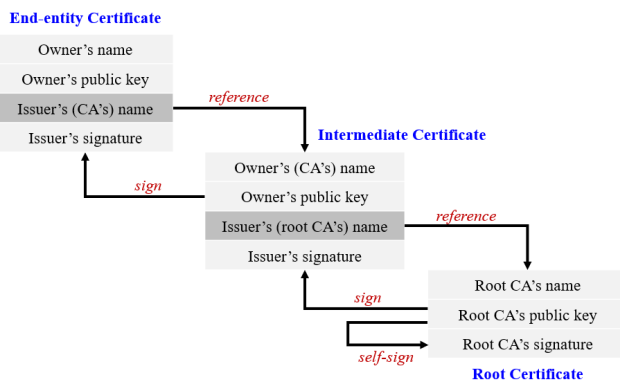 End-entity Certificate
Owner's name
Owner's public key
Issuer's (CA's) name
Issuer's signature
reference
sign
Intermediate Certificate
Owner's (CA's) name
Owner's public key
Issuer's (root CA's) name
Issuer's signature
reference
sign
self-sign
Root CA's name
Root CA's public key
Root CA's signature
Root Certificate